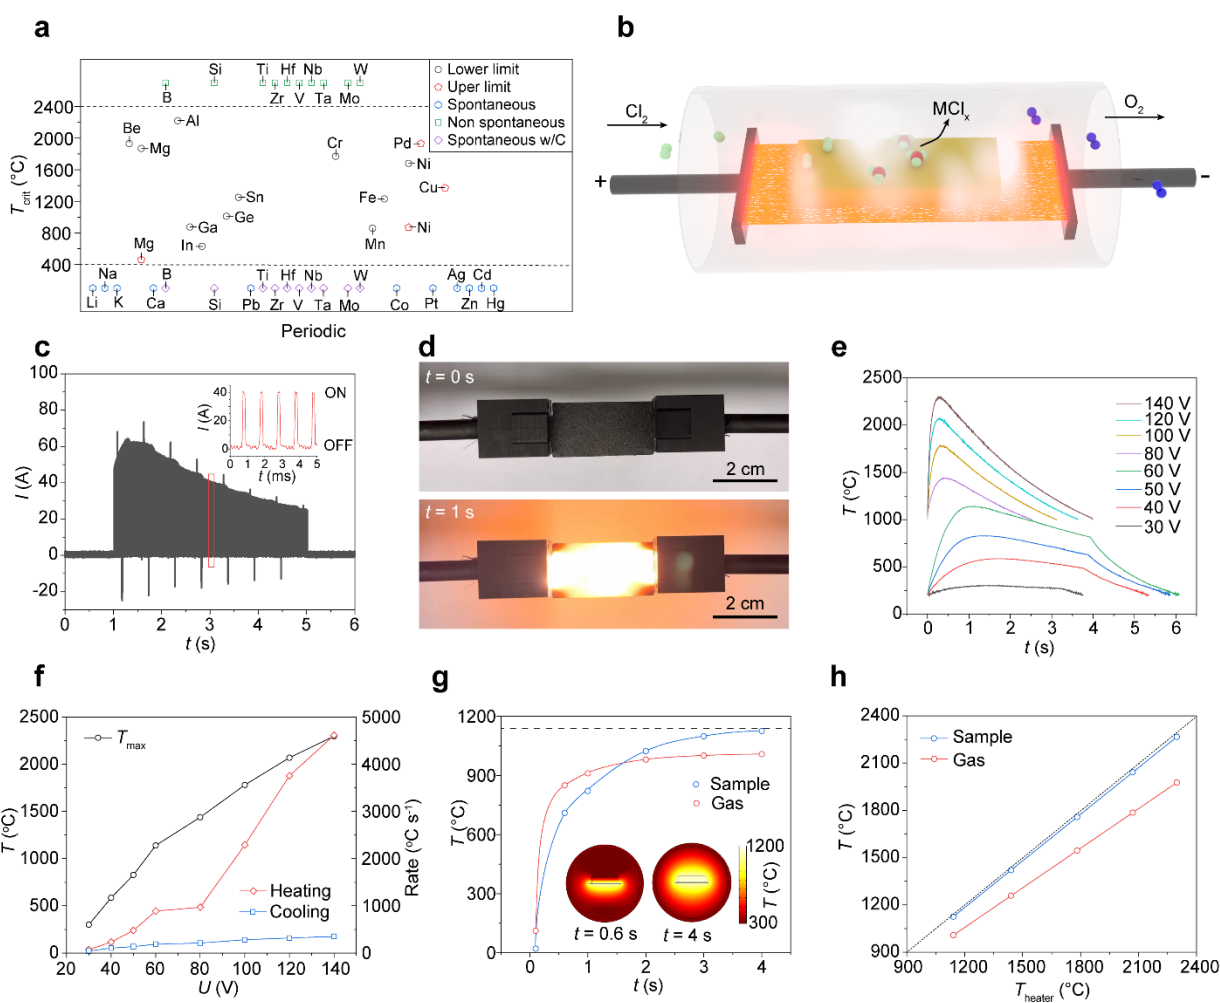 a
Si Ti Hf Nb W
B Zr V Ta Mo
Lower limit
Uper limit
Spontaneous
Non spontaneous
Spontaneous w/C
2400
2000
1600
1200
800
400
T_crit (°C)
Be Al
Mg
Cr
Pd
Ni
Cu
Sn
Fe
Ge
Ga
Ni
In
Mn
Mg
Na B Ti Hf Nb W Ag Cd
Li K Ca Si Pb Zr V Ta Mo Co Pt Zn Hg
Periodic
b
Cl₂
MClₓ
O₂
+
-
c
100
80
60
40
20
0
-20
I (A)
0 1 2 3 4 5 6
t (s)
40
20
0
I (A)
ON
OFF
0 1 2 3 4 5
t (ms)
d
t = 0 s
2 cm
t = 1 s
2 cm
e
2500
2000
1500
1000
500
0
T (°C)
140 V
120 V
100 V
80 V
60 V
50 V
40 V
30 V
0 1 2 3 4 5 6
t (s)
f
2500
2000
1500
1000
500
0
T (°C)
T_max
Heating
Cooling
5000
4000
3000
2000
1000
0
Rate (°C s⁻¹)
20 40 60 80 100 120 140
U (V)
g
1200
900
600
300
0
T (°C)
Sample
Gas
1200
300
T (°C)
t = 0.6 s t = 4 s
0 1 2 3 4
t (s)
h
2400
2100
1800
1500
1200
900
T (°C)
Sample
Gas
900 1200 1500 1800 2100 2400
T_heater (°C)